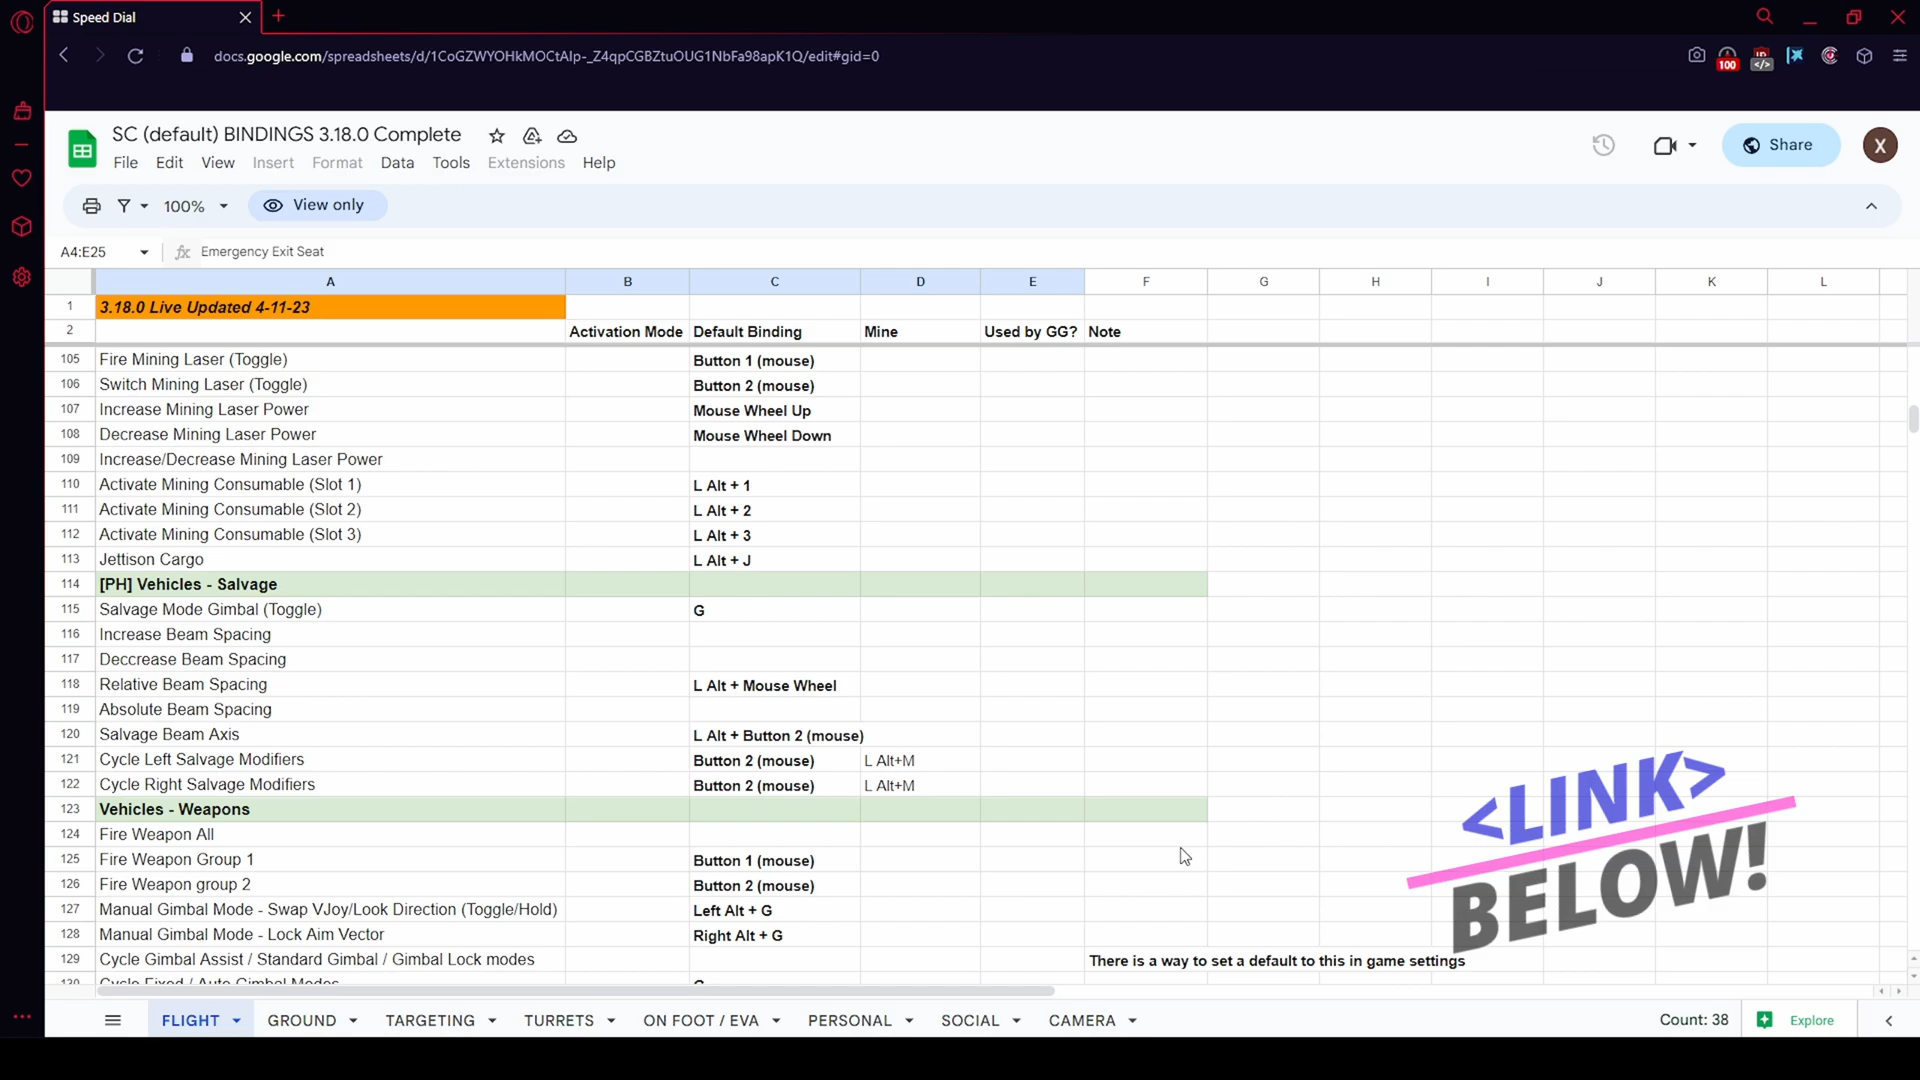 Speed Dial
docs.google.com/spreadsheets/d/1CoGZWYOHkMOCtAIp-_Z4qpCGBZtuOUG1NbFa98apK1Q/edit#gid=0
100
SC (default) BINDINGS 3.18.0 Complete
File Edit View Insert Format Data Tools Extensions Help
Share
X
100%
View only
A4:E25
fx Emergency Exit Seat
A B C D E F G H I J K L
1 3.18.0 Live Updated 4-11-23
2 Activation Mode Default Binding Mine Used by GG? Note
105 Fire Mining Laser (Toggle) Button 1 (mouse)
106 Switch Mining Laser (Toggle) Button 2 (mouse)
107 Increase Mining Laser Power Mouse Wheel Up
108 Decrease Mining Laser Power Mouse Wheel Down
109 Increase/Decrease Mining Laser Power
110 Activate Mining Consumable (Slot 1) L Alt + 1
111 Activate Mining Consumable (Slot 2) L Alt + 2
112 Activate Mining Consumable (Slot 3) L Alt + 3
113 Jettison Cargo L Alt + J
114 [PH] Vehicles - Salvage
115 Salvage Mode Gimbal (Toggle) G
116 Increase Beam Spacing
117 Deccrease Beam Spacing
118 Relative Beam Spacing L Alt + Mouse Wheel
119 Absolute Beam Spacing
120 Salvage Beam Axis L Alt + Button 2 (mouse)
121 Cycle Left Salvage Modifiers Button 2 (mouse) L Alt+M
122 Cycle Right Salvage Modifiers Button 2 (mouse) L Alt+M
123 Vehicles - Weapons
124 Fire Weapon All
125 Fire Weapon Group 1 Button 1 (mouse)
126 Fire Weapon group 2 Button 2 (mouse)
127 Manual Gimbal Mode - Swap VJoy/Look Direction (Toggle/Hold) Left Alt + G
128 Manual Gimbal Mode - Lock Aim Vector Right Alt + G
129 Cycle Gimbal Assist / Standard Gimbal / Gimbal Lock modes There is a way to set a default to this in game settings
130 Cycle Fixed / Auto Gimbal Modes G
<LINK>
BELOW!
FLIGHT GROUND TARGETING TURRETS ON FOOT / EVA PERSONAL SOCIAL CAMERA Count: 38 Explore